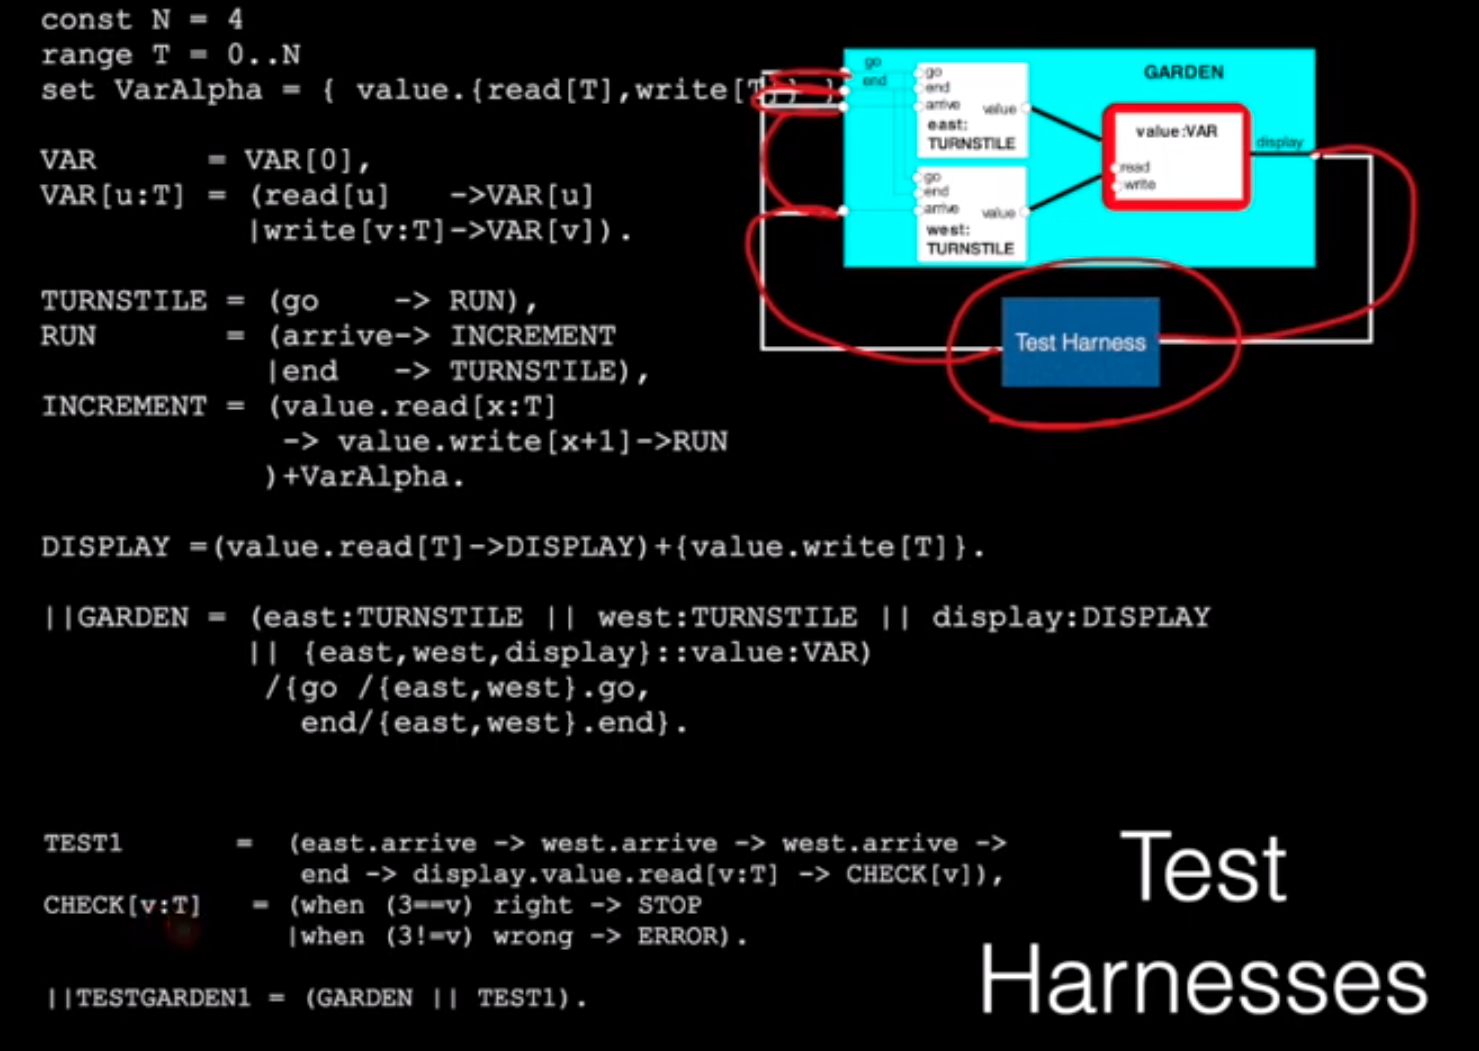 const N = 4
range T = 0..N
set VarAlpha = { value.{read[T],write[T]} }
VAR      = VAR[0],
VAR[u:T] = (read[u]   ->VAR[u]
|write[v:T]->VAR[v]).
TURNSTILE = (go    -> RUN),
RUN       = (arrive-> INCREMENT
|end   -> TURNSTILE),
INCREMENT = (value.read[x:T]
-> value.write[x+1]->RUN
)+VarAlpha.
DISPLAY =(value.read[T]->DISPLAY)+{value.write[T]}.
||GARDEN = (east:TURNSTILE || west:TURNSTILE || display:DISPLAY
|| {east,west,display}::value:VAR)
/{go /{east,west}.go,
end/{east,west}.end}.
TEST1      = (east.arrive -> west.arrive -> west.arrive ->
end -> display.value.read[v:T] -> CHECK[v]),
CHECK[v:T]   = (when (3==v) right -> STOP
|when (3!=v) wrong -> ERROR).
||TESTGARDEN1 = (GARDEN || TEST1).
go
end
GARDEN
go
end
arrive
value
east:
TURNSTILE
go
end
arrive
value
west:
TURNSTILE
value:VAR
read
write
display
Test Harness
Test
Harnesses